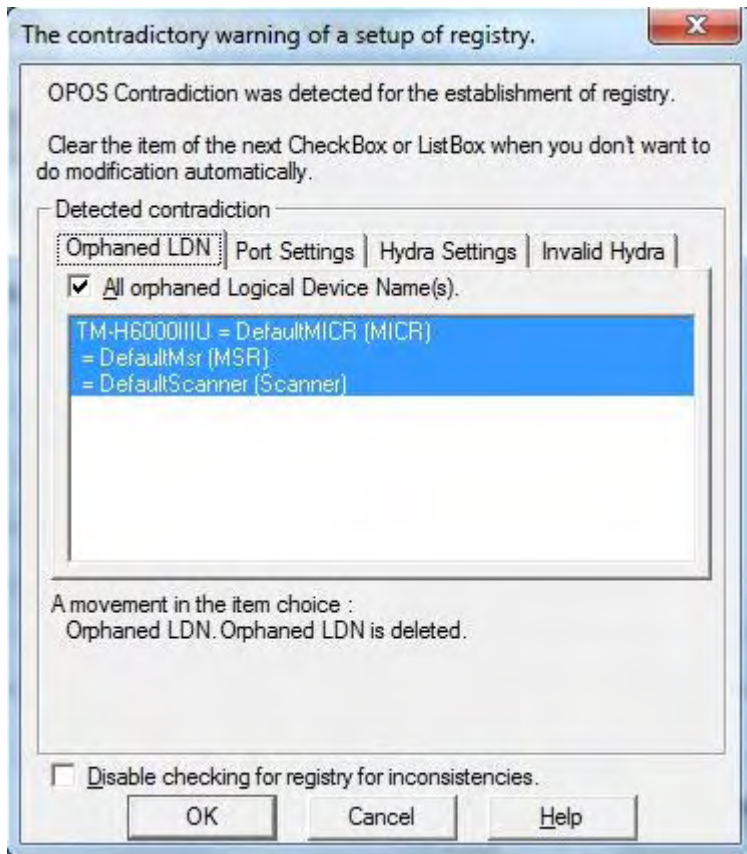 The contradictory warning of a setup of registry.
OPOS Contradiction was detected for the establishment of registry.
Clear the item of the next CheckBox or ListBox when you don't want to
do modification automatically.
Detected contradiction
Orphaned LDN Port Settings Hydra Settings Invalid Hydra
All orphaned Logical Device Name(s).
TM-H6000IIIU = DefaultMICR (MICR)
= DefaultMsr (MSR)
= DefaultScanner (Scanner)
A movement in the item choice :
Orphaned LDN. Orphaned LDN is deleted.
Disable checking for registry for inconsistencies.
OK Cancel Help